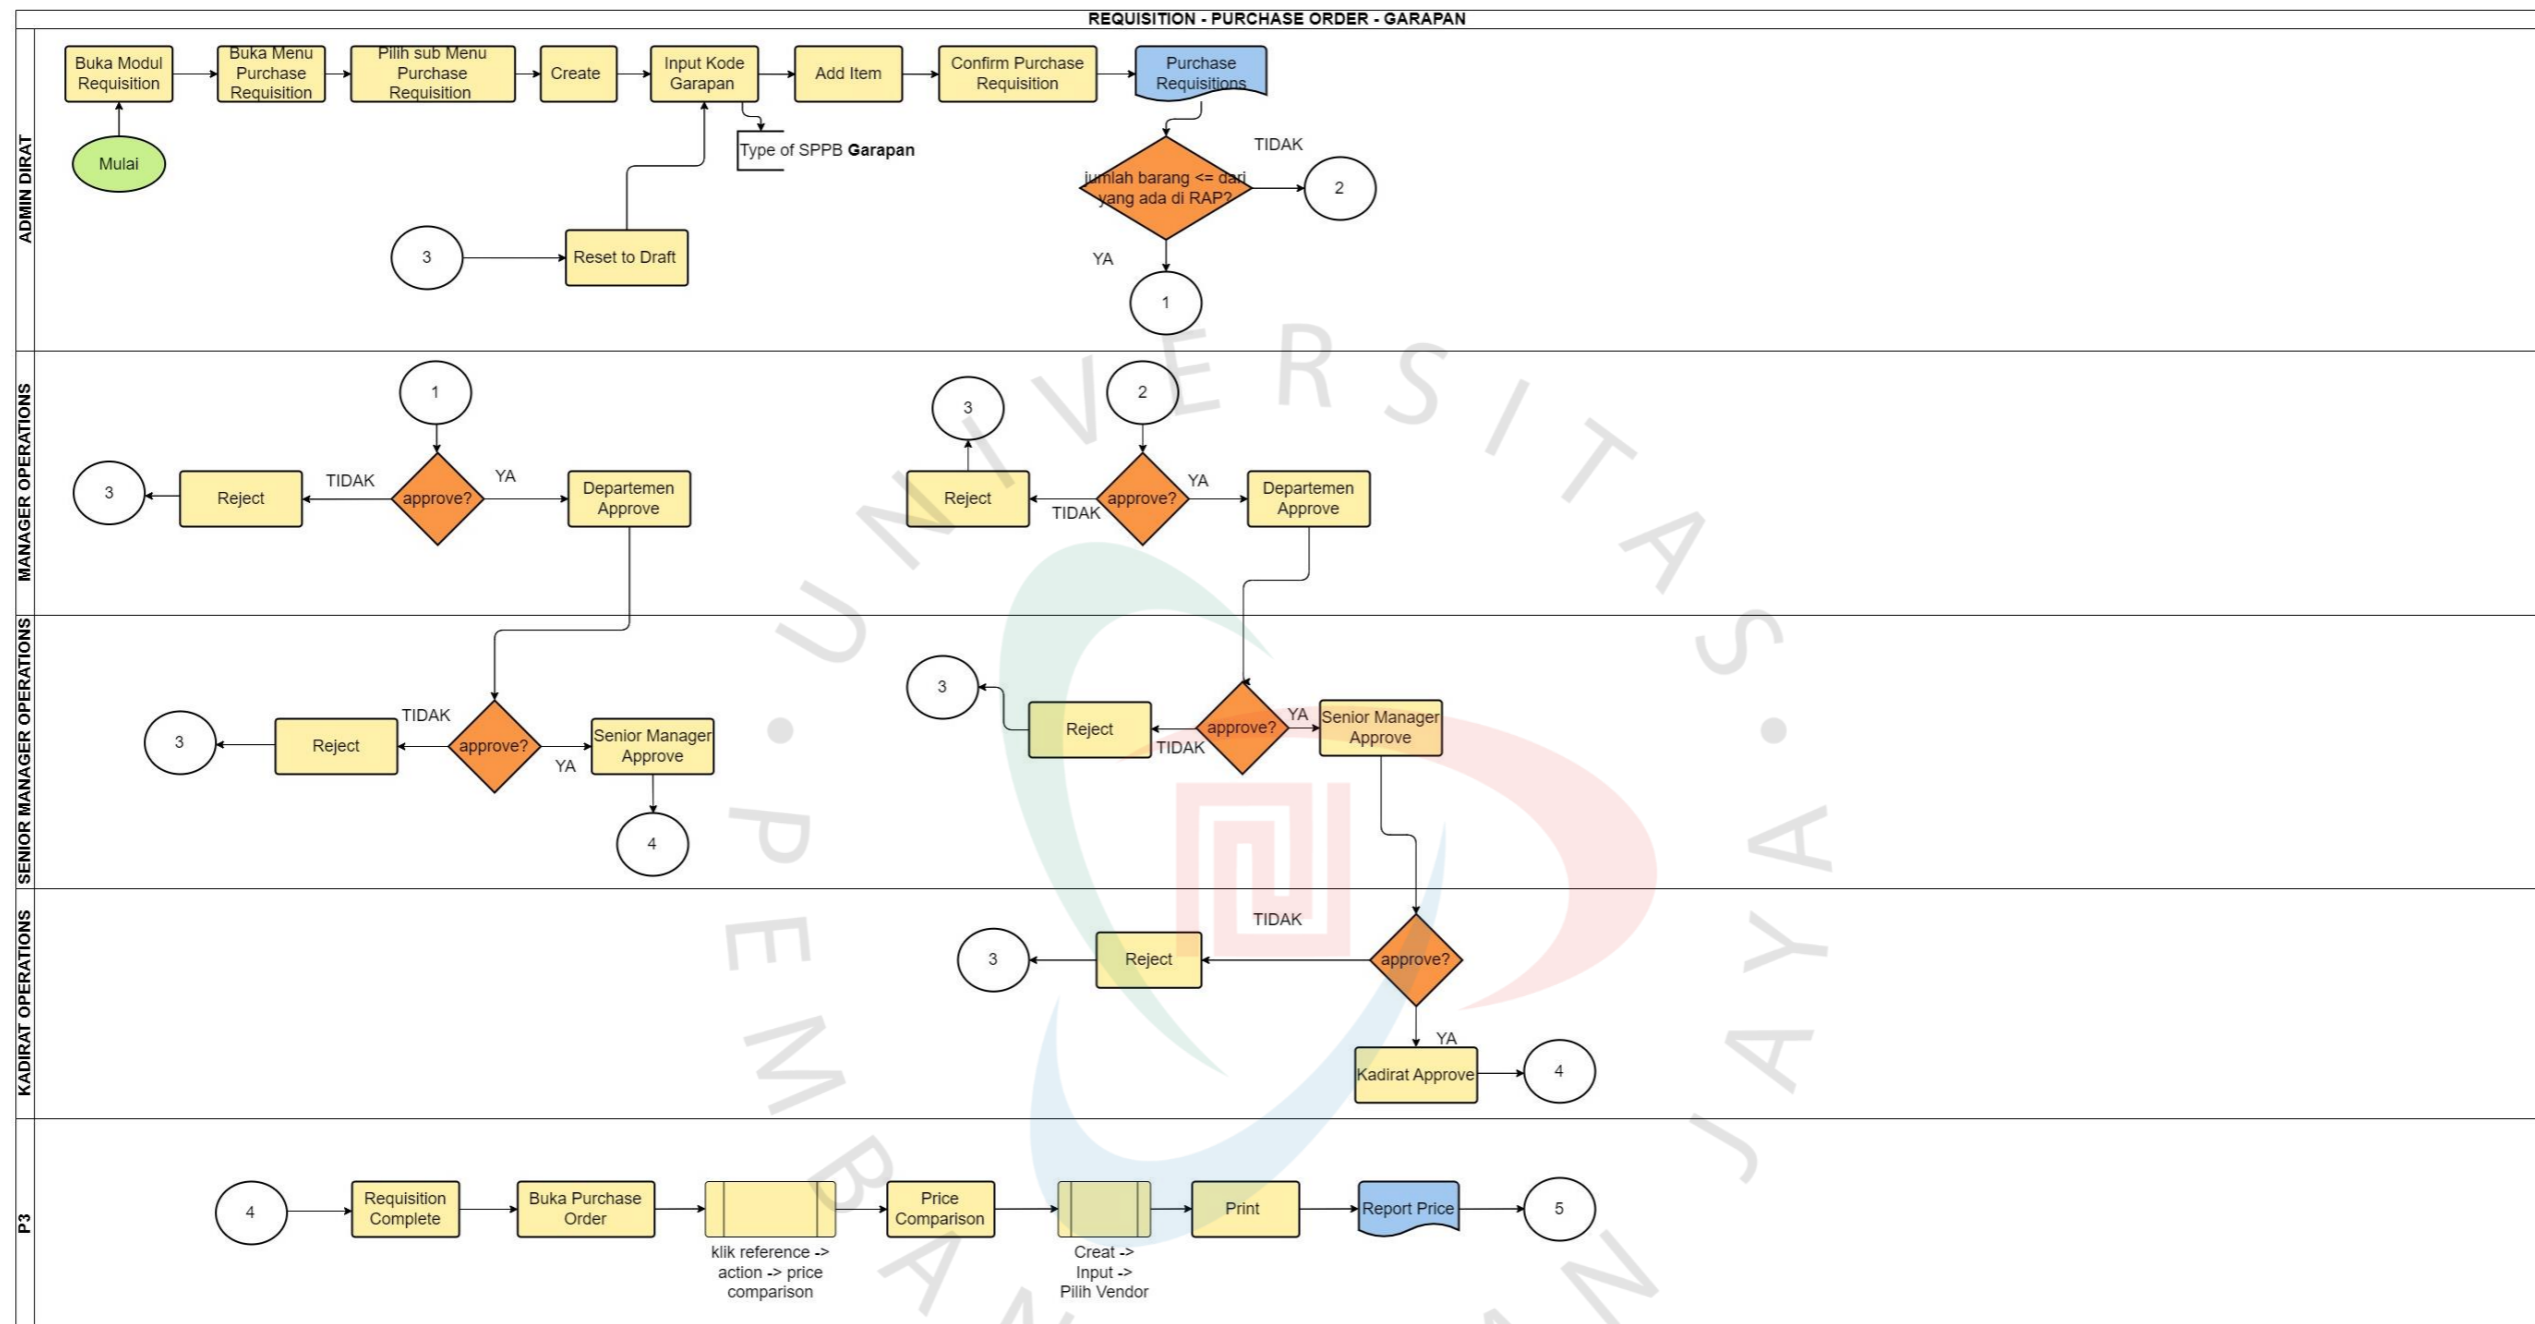 REQUISITION - PURCHASE ORDER - GARAPAN
ADMIN DIRAT
Buka Modul
Requisition
Buka Menu
Purchase
Requisition
Pilih sub Menu
Purchase
Requisition
Create
Input Kode
Garapan
Add Item
Confirm Purchase
Requisition
Purchase
Requisitions
Mulai
Type of SPPB Garapan
TIDAK
jumlah barang <= dari
yang ada di RAP?
2
3
Reset to Draft
YA
1
MANAGER OPERATIONS
1
3
Reject
TIDAK
approve?
YA
Departemen
Approve
2
3
Reject
TIDAK
approve?
YA
Departemen
Approve
SENIOR MANAGER OPERATIONS
3
Reject
TIDAK
approve?
YA
Senior Manager
Approve
4
3
Reject
TIDAK
approve?
YA
Senior Manager
Approve
KADIRAT OPERATIONS
3
Reject
TIDAK
approve?
YA
Kadirat Approve
4
P3
4
Requisition
Complete
Buka Purchase
Order
klik reference ->
action -> price
comparison
Price
Comparison
Creat ->
Input ->
Pilih Vendor
Print
Report Price
5
UNIVERSITAS
PEMBAN
AN JAYA